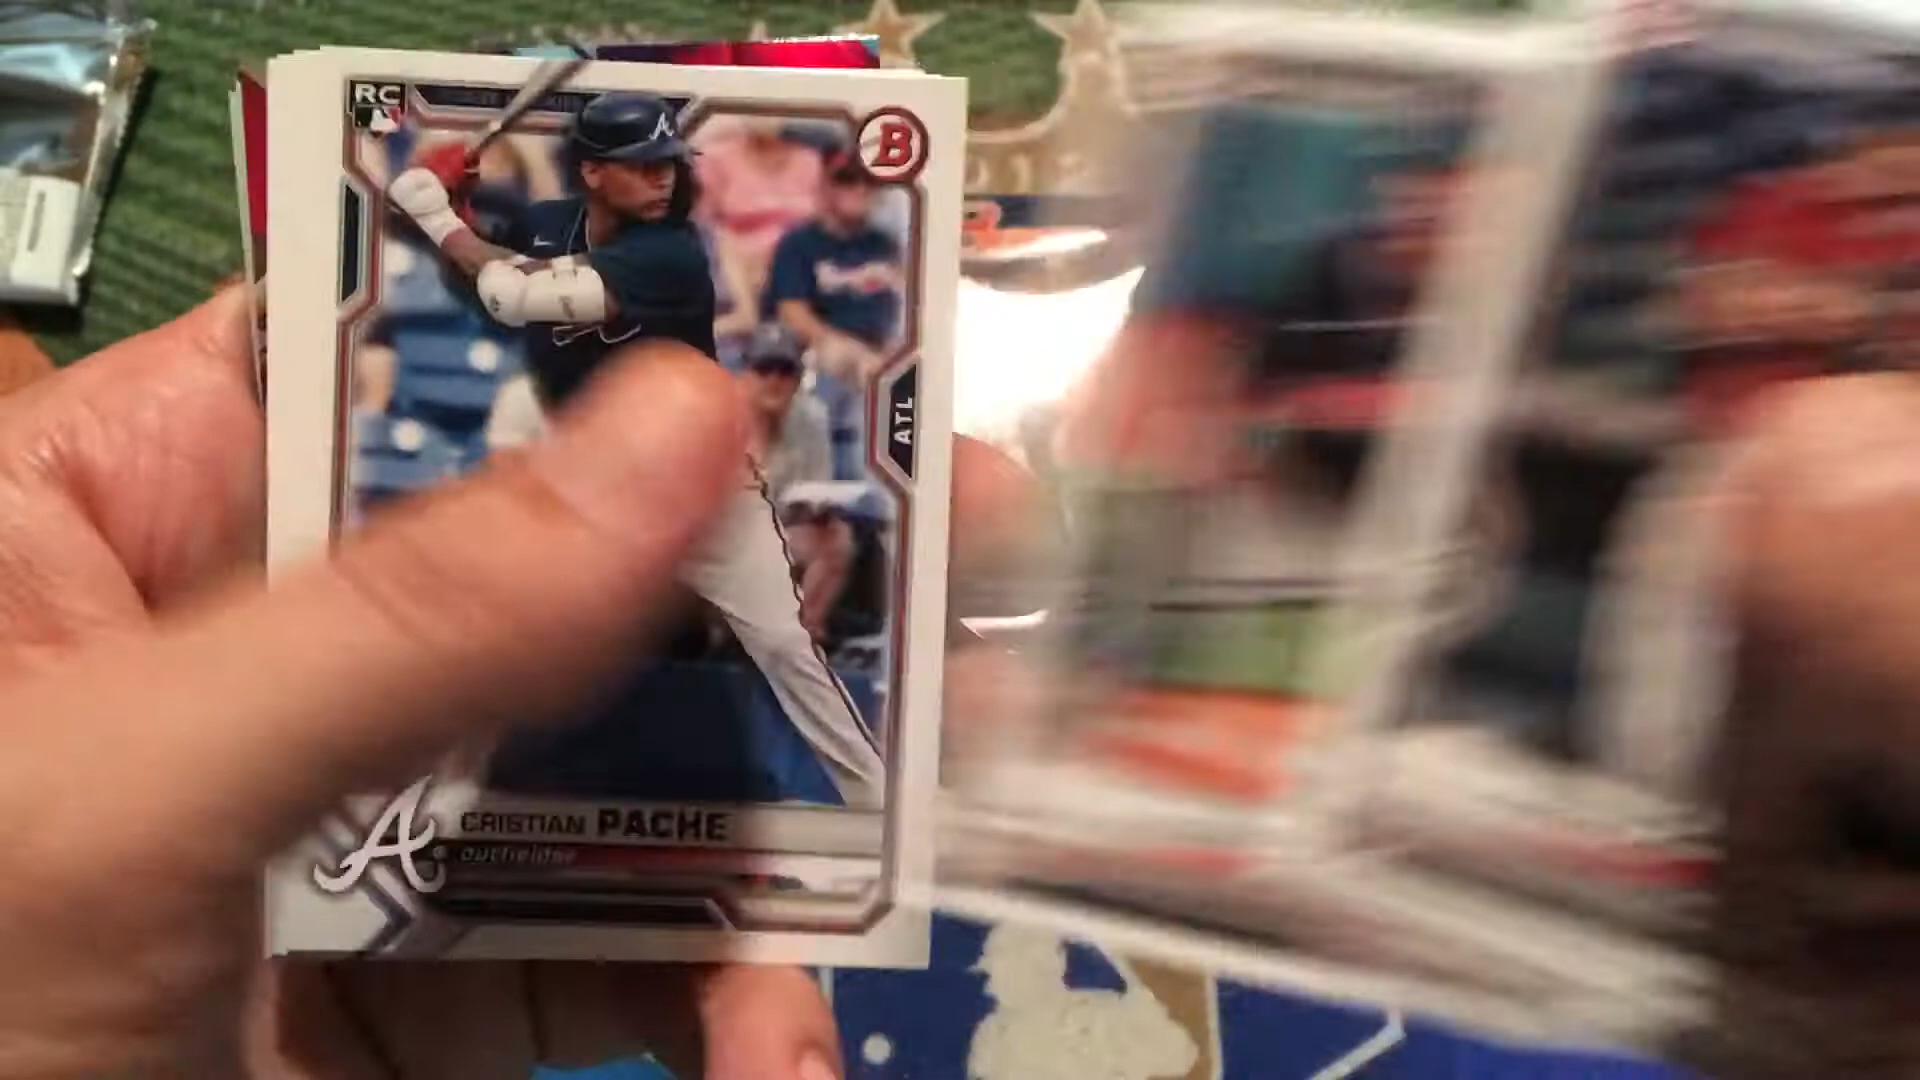 RC
B
A
ATL
CRISTIAN PACHE
outfielder
A